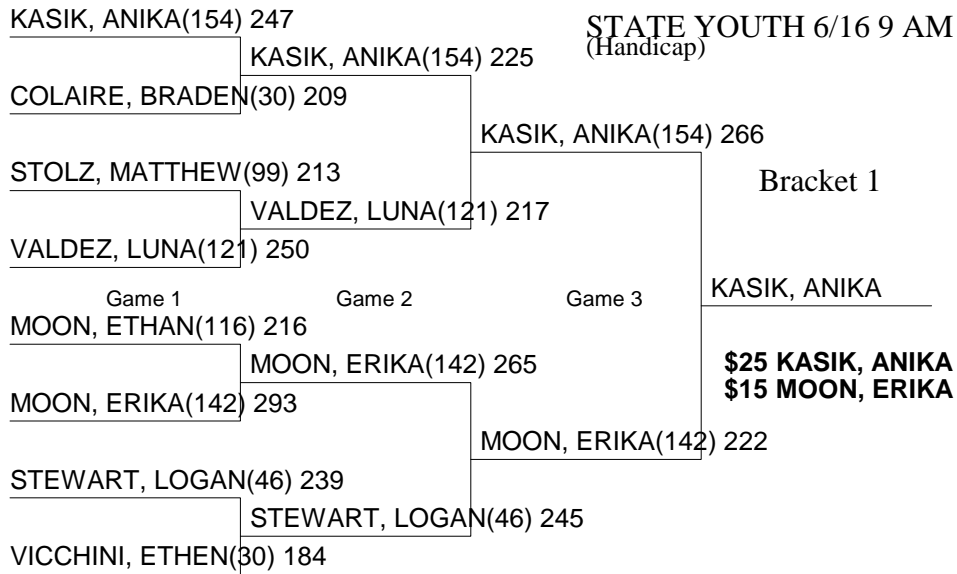 KASIK, ANIKA(154) 247
STATE YOUTH 6/16 9 AM
(Handicap)
KASIK, ANIKA(154) 225
COLAIRE, BRADEN(30) 209
KASIK, ANIKA(154) 266
STOLZ, MATTHEW(99) 213
Bracket 1
VALDEZ, LUNA(121) 217
VALDEZ, LUNA(121) 250
Game 1
Game 2
Game 3
KASIK, ANIKA
MOON, ETHAN(116) 216
MOON, ERIKA(142) 265
$25 KASIK, ANIKA
$15 MOON, ERIKA
MOON, ERIKA(142) 293
MOON, ERIKA(142) 222
STEWART, LOGAN(46) 239
STEWART, LOGAN(46) 245
VICCHINI, ETHEN(30) 184